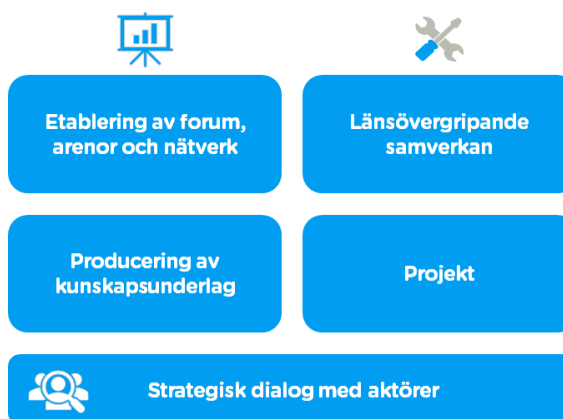 Etablering av forum,
arenor och nätverk
Länsövergripande
samverkan
Producering av
kunskapsunderlag
Projekt
Strategisk dialog med aktörer